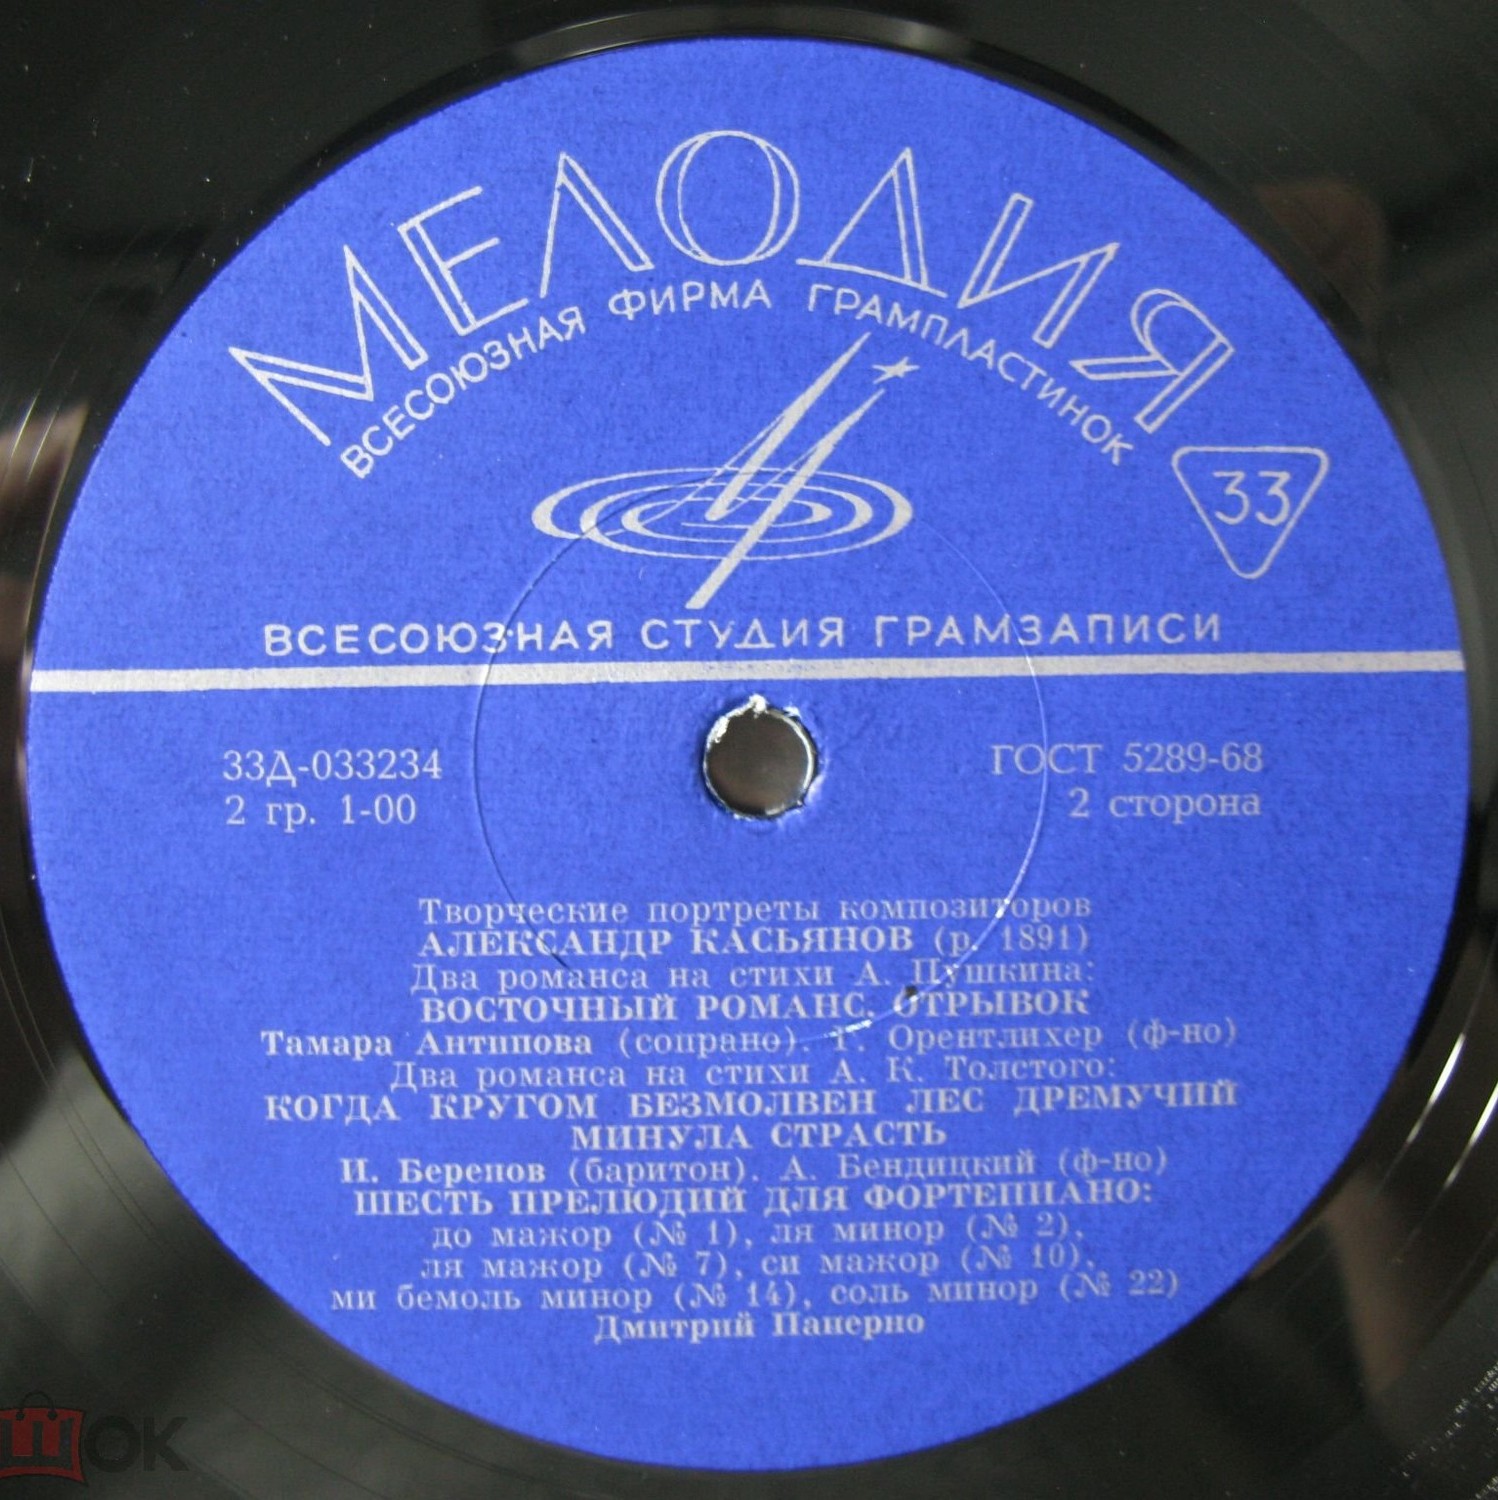 МЕЛОДИЯ
ВСЕСОЮЗНАЯ ФИРМА ГРАМПЛАСТИНОК
33
ВСЕСОЮЗНАЯ СТУДИЯ ГРАМЗАПИСИ
33Д-033234
ГОСТ 5289-68
2 гр. 1-00
2 сторона
Творческие портреты композиторов
АЛЕКСАНДР КАСЬЯНОВ (р. 1891)
Два романса на стихи А. Пушкина:
ВОСТОЧНЫЙ РОМАНС. ОТРЫВОК
Тамара Антипова (сопрано). Г. Орентлихер (ф-но)
Два романса на стихи А. К. Толстого:
КОГДА КРУГОМ БЕЗМОЛВЕН ЛЕС ДРЕМУЧИЙ
МИНУЛА СТРАСТЬ
И. Березов (баритон). А. Бендицкий (ф-но)
ШЕСТЬ ПРЕЛЮДИЙ ДЛЯ ФОРТЕПИАНО:
до мажор (№ 1), ля минор (№ 2),
ля мажор (№ 7), си мажор (№ 10),
ми бемоль минор (№ 14), соль минор (№ 22)
Дмитрий Паперно
ШОК